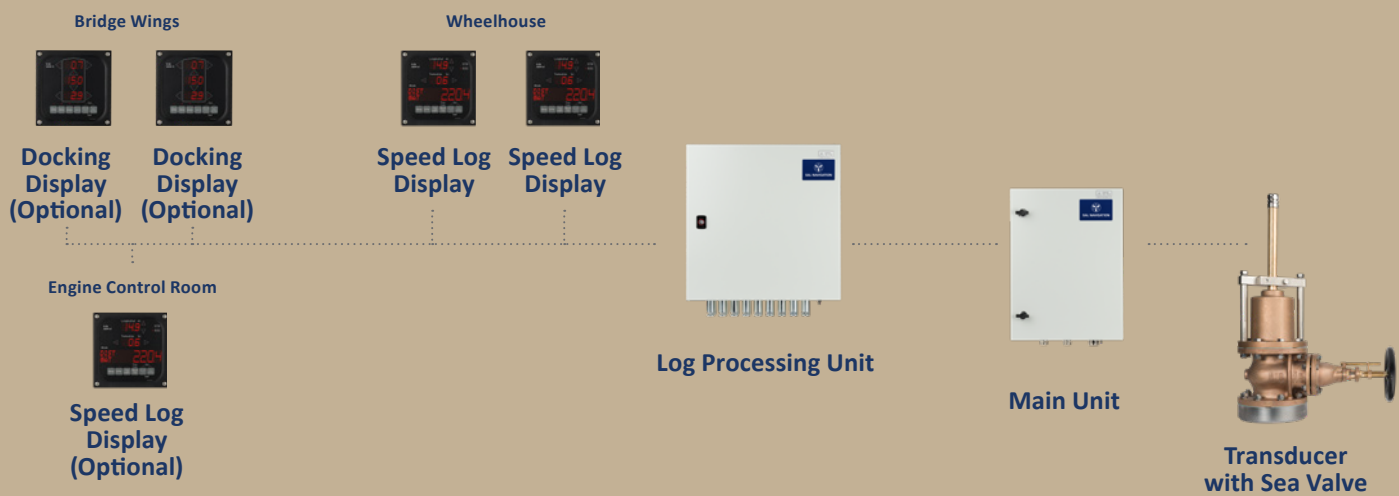 Bridge Wings
Wheelhouse
Docking
Display
(Optional)
Docking
Display
(Optional)
Speed Log
Display
Speed Log
Display
Engine Control Room
Speed Log
Display
(Optional)
Log Processing Unit
Main Unit
Transducer
with Sea Valve